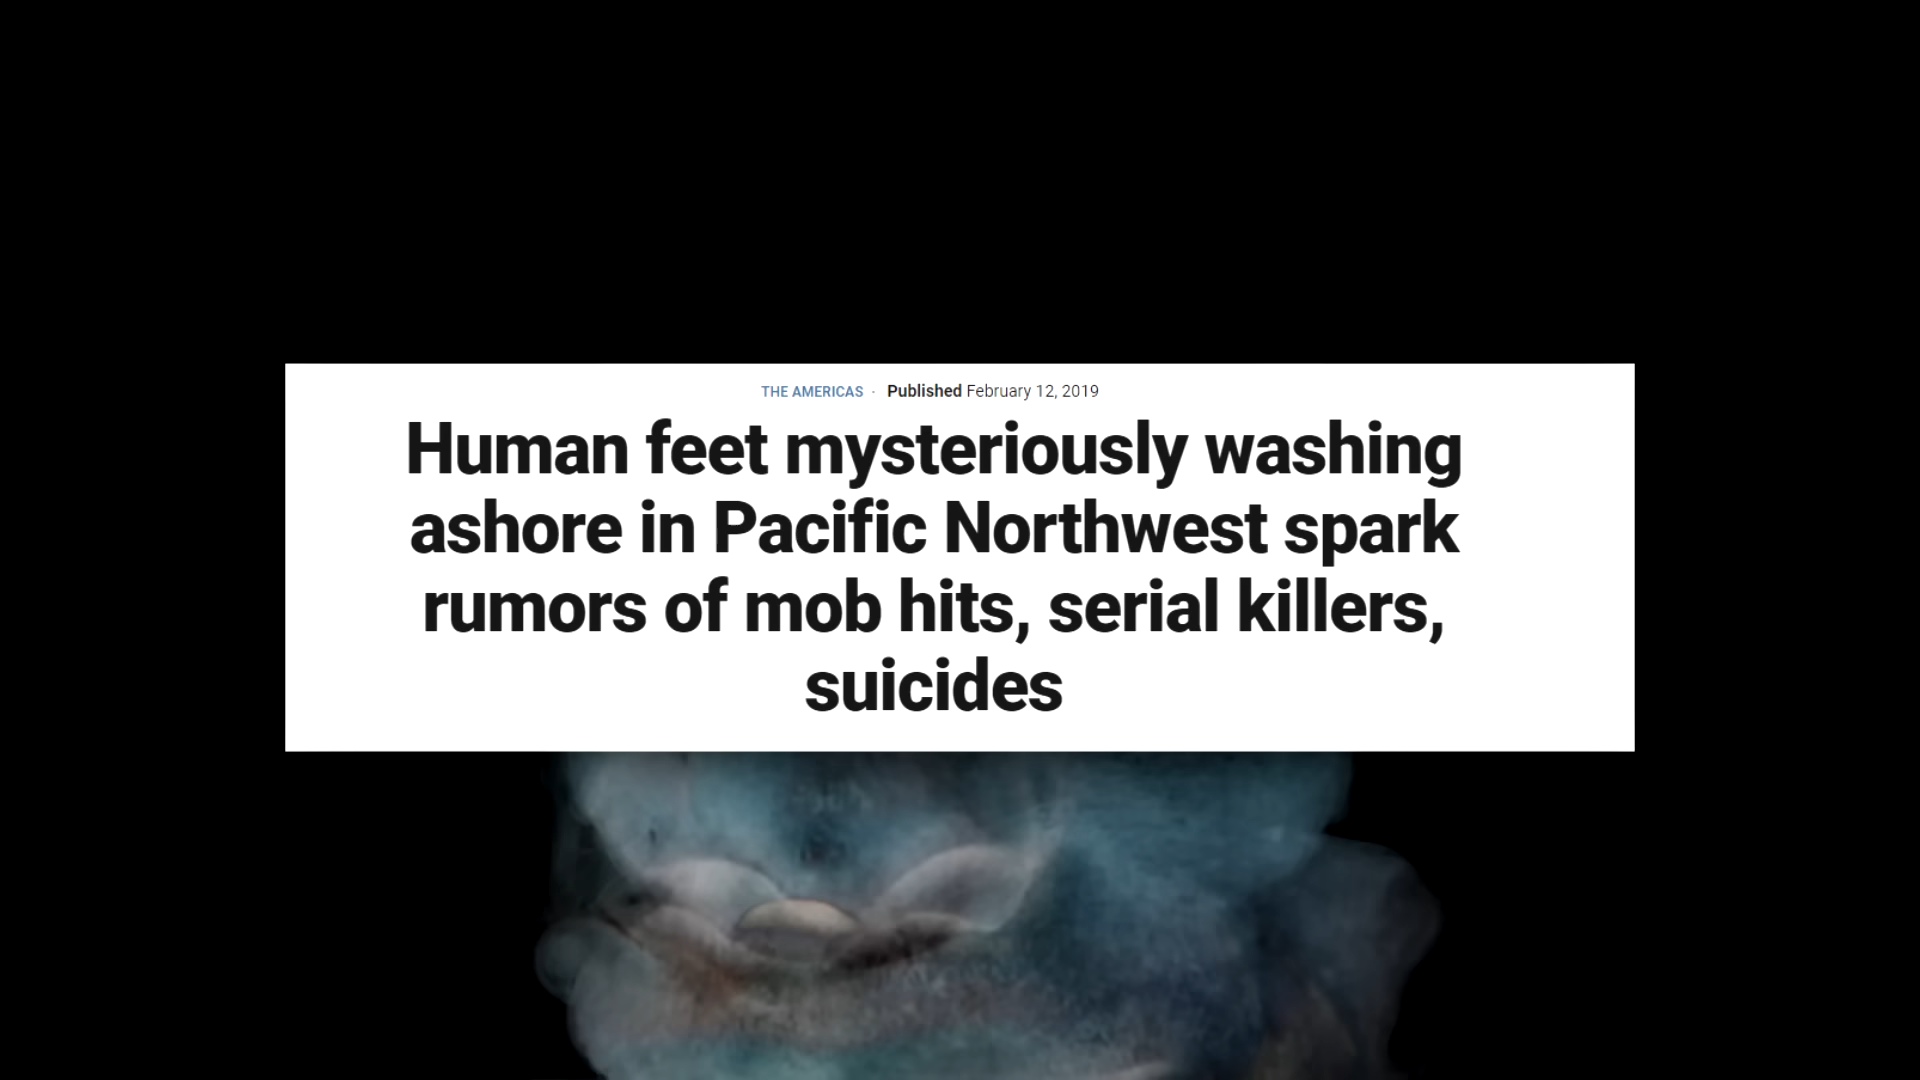 THE AMERICAS · Published February 12, 2019
Human feet mysteriously washing
ashore in Pacific Northwest spark
rumors of mob hits, serial killers,
suicides